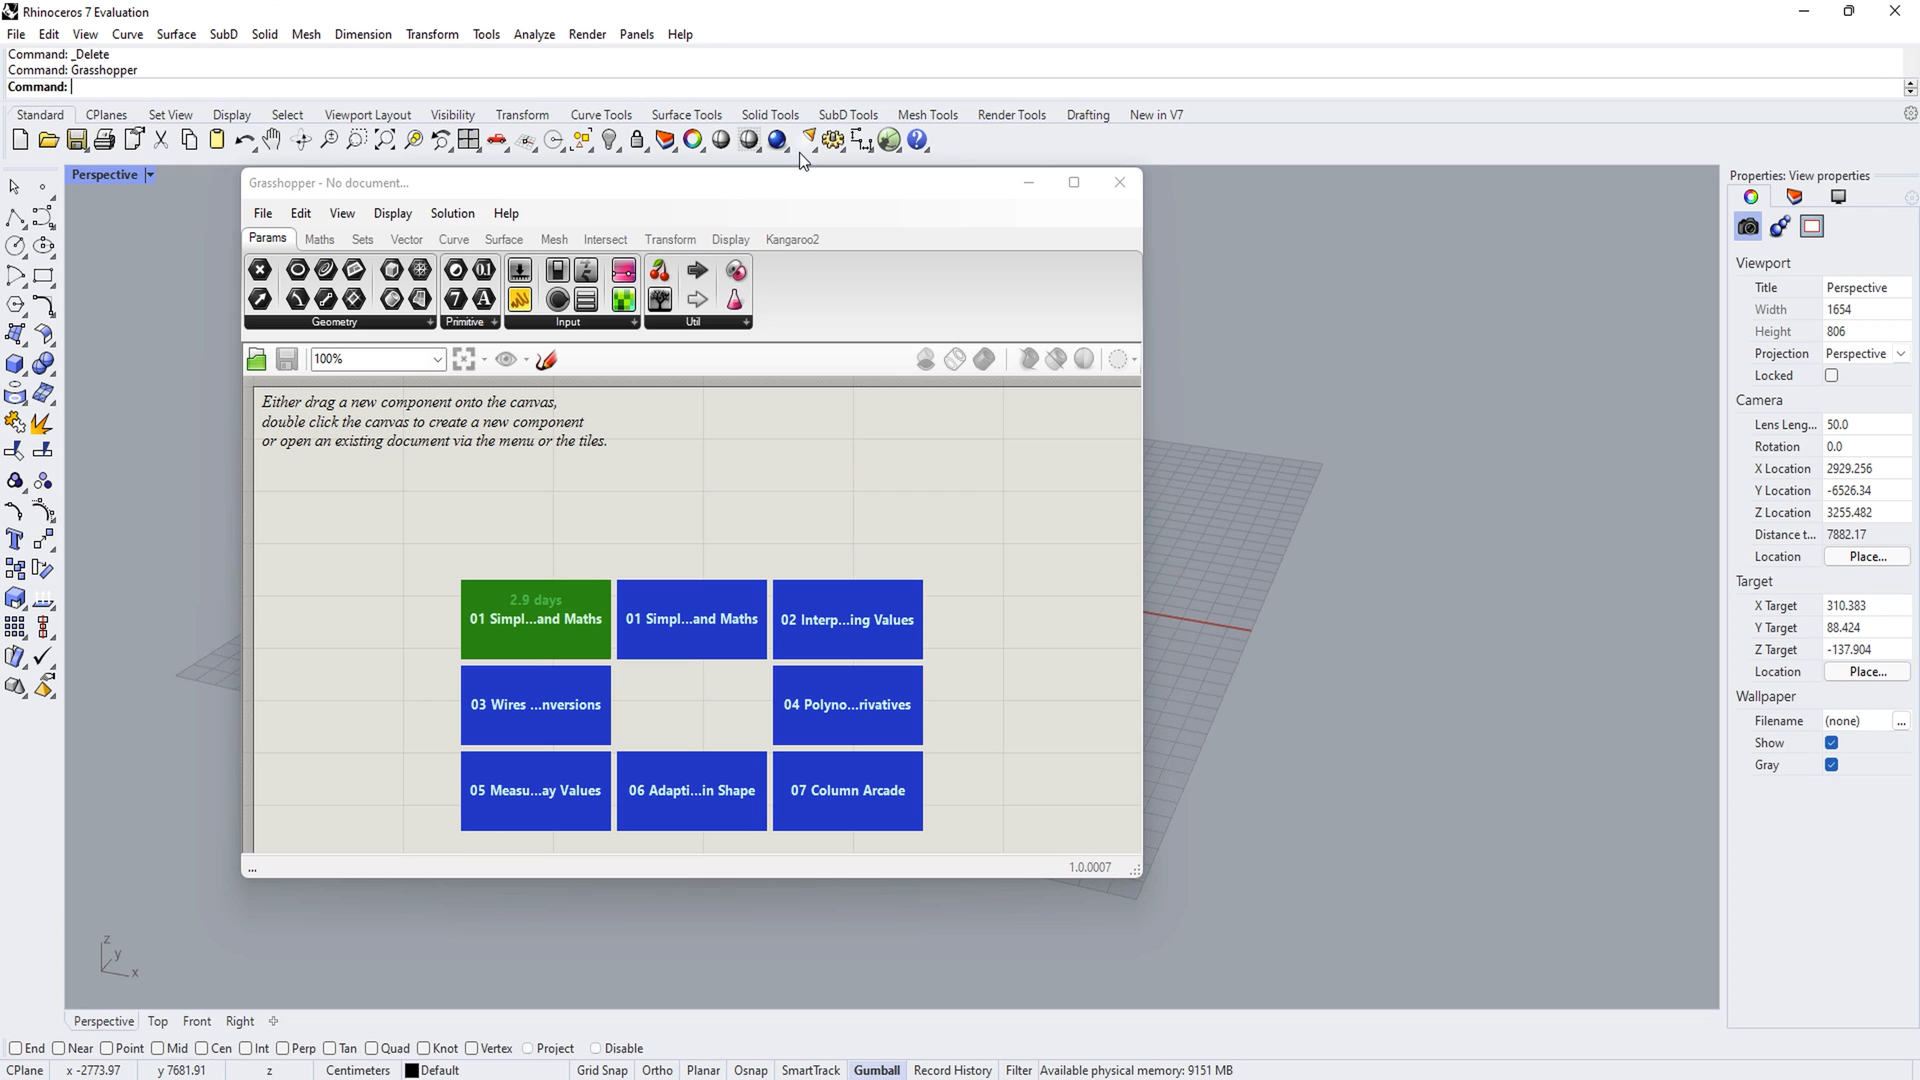 Rhinoceros 7 Evaluation
File Edit View Curve Surface SubD Solid Mesh Dimension Transform Tools Analyze Render Panels Help
Command: _Delete
Command: Grasshopper
Command:
Standard CPlanes Set View Display Select Viewport Layout Visibility Transform Curve Tools Surface Tools Solid Tools SubD Tools Mesh Tools Render Tools Drafting New in V7
Perspective
Grasshopper - No document...
File Edit View Display Solution Help
Params Maths Sets Vector Curve Surface Mesh Intersect Transform Display Kangaroo2
Geometry Primitive Input Util
100%
Either drag a new component onto the canvas,
double click the canvas to create a new component
or open an existing document via the menu or the tiles.
2.9 days
01 Simpl...and Maths 01 Simpl...and Maths 02 Interp...ing Values
03 Wires ...nversions 04 Polyno...rivatives
05 Measu...ay Values 06 Adapti...in Shape 07 Column Arcade
... 1.0.0007
z
y
x
Properties: View properties
Viewport
Title Perspective
Width 1654
Height 806
Projection Perspective
Locked
Camera
Lens Leng... 50.0
Rotation 0.0
X Location 2929.256
Y Location -6526.34
Z Location 3255.482
Distance t... 7882.17
Location Place...
Target
X Target 310.383
Y Target 88.424
Z Target -137.904
Location Place...
Wallpaper
Filename (none) ...
Show
Gray
Perspective Top Front Right
End Near Point Mid Cen Int Perp Tan Quad Knot Vertex Project Disable
CPlane x -2773.97 y 7681.91 z Centimeters Default Grid Snap Ortho Planar Osnap SmartTrack Gumball Record History Filter Available physical memory: 9151 MB